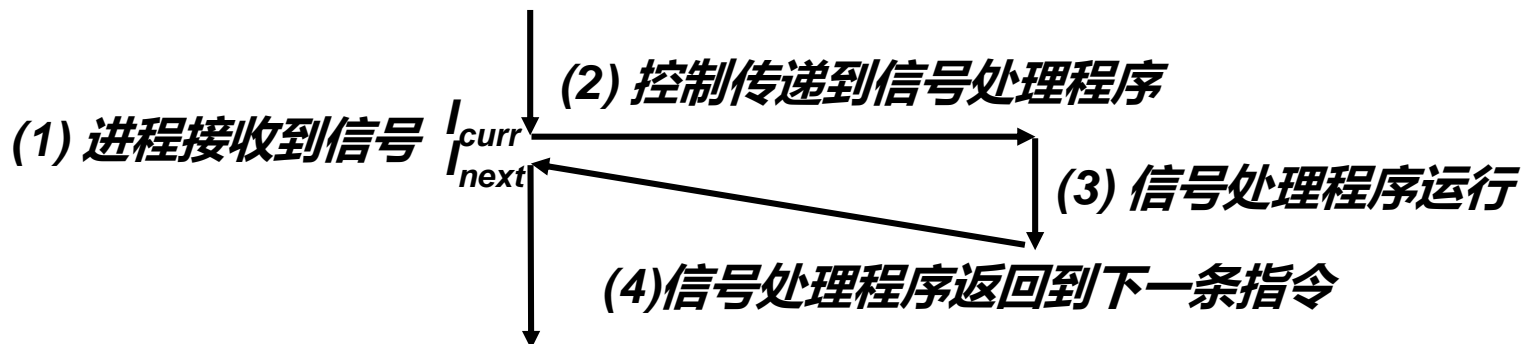 (2) 控制传递到信号处理程序
(1) 进程接收到信号 Icurr
Inext
(3) 信号处理程序运行
(4)信号处理程序返回到下一条指令